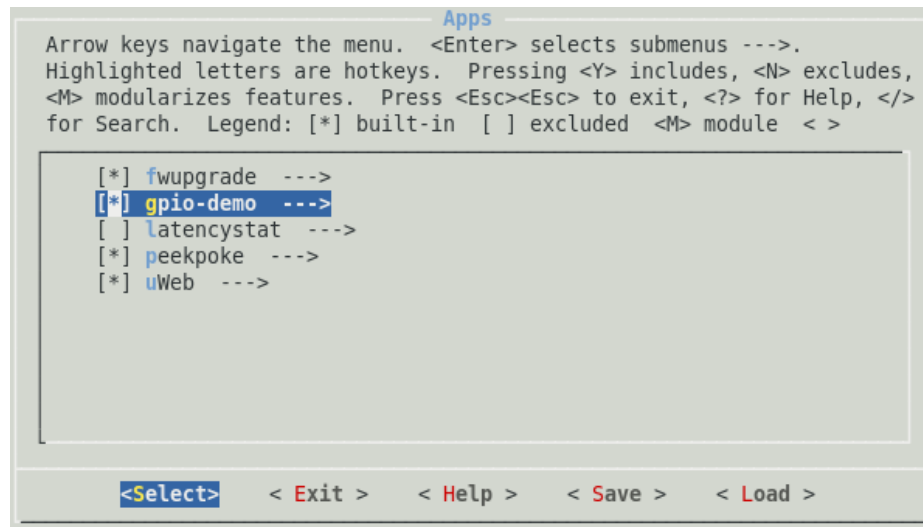 Apps
Arrow keys navigate the menu.  <Enter> selects submenus --->.
Highlighted letters are hotkeys.  Pressing <Y> includes, <N> excludes,
<M> modularizes features.  Press <Esc><Esc> to exit, <?> for Help, </>
for Search.  Legend: [*] built-in  [ ] excluded  <M> module  < >
[*] fwupgrade  --->
[*] gpio-demo  --->
[ ] latencystat  --->
[*] peekpoke  --->
[*] uWeb  --->
<Select>    < Exit >    < Help >    < Save >    < Load >